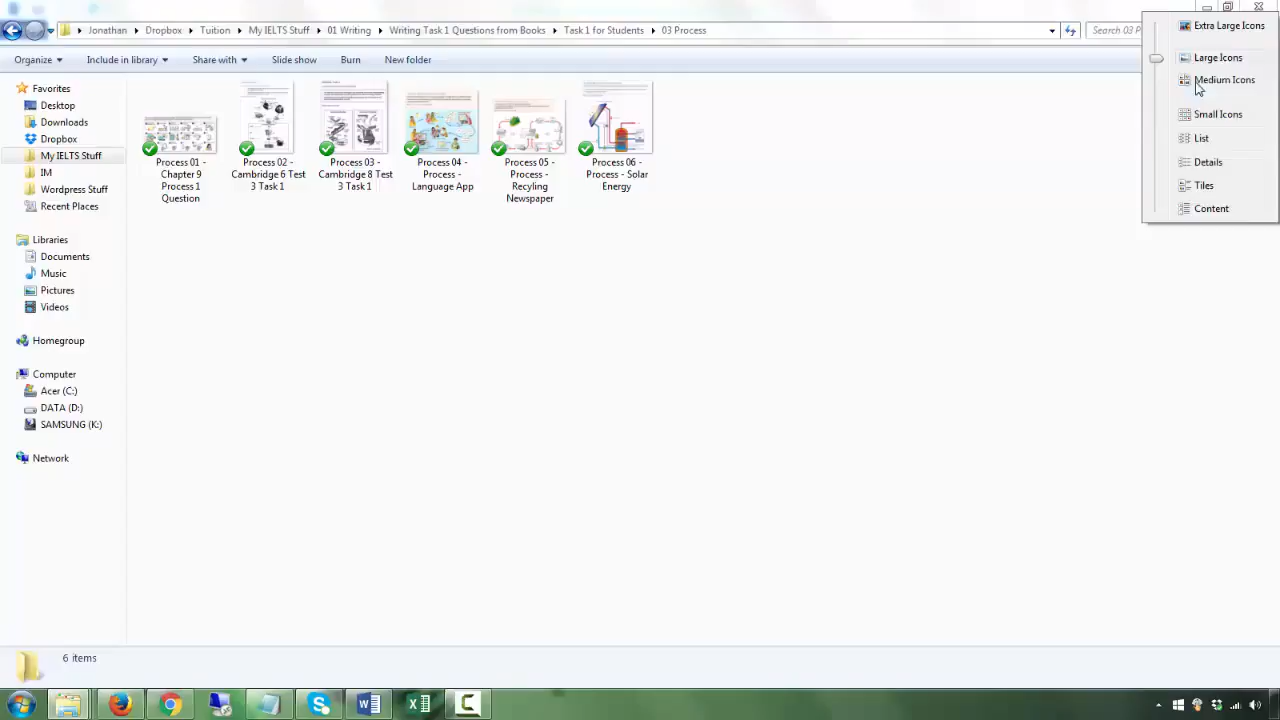 Jonathan Dropbox Tuition My IELTS Stuff 01 Writing Writing Task 1 Questions from Books Task 1 for Students 03 Process
Search 03 P
Organize Include in library Share with Slide show Burn New folder
Favorites
Desktop
Downloads
Dropbox
My IELTS Stuff
IM
Wordpress Stuff
Recent Places
Libraries
Documents
Music
Pictures
Videos
Homegroup
Computer
Acer (C:)
DATA (D:)
SAMSUNG (K:)
Network
Process 01 -
Chapter 9
Process 1
Question
Process 02 -
Cambridge 6 Test
3 Task 1
Process 03 -
Cambridge 8 Test
3 Task 1
Process 04 -
Process -
Language App
Process 05 -
Process -
Recyling
Newspaper
Process 06 -
Process - Solar
Energy
Extra Large Icons
Large Icons
Medium Icons
Small Icons
List
Details
Tiles
Content
6 items